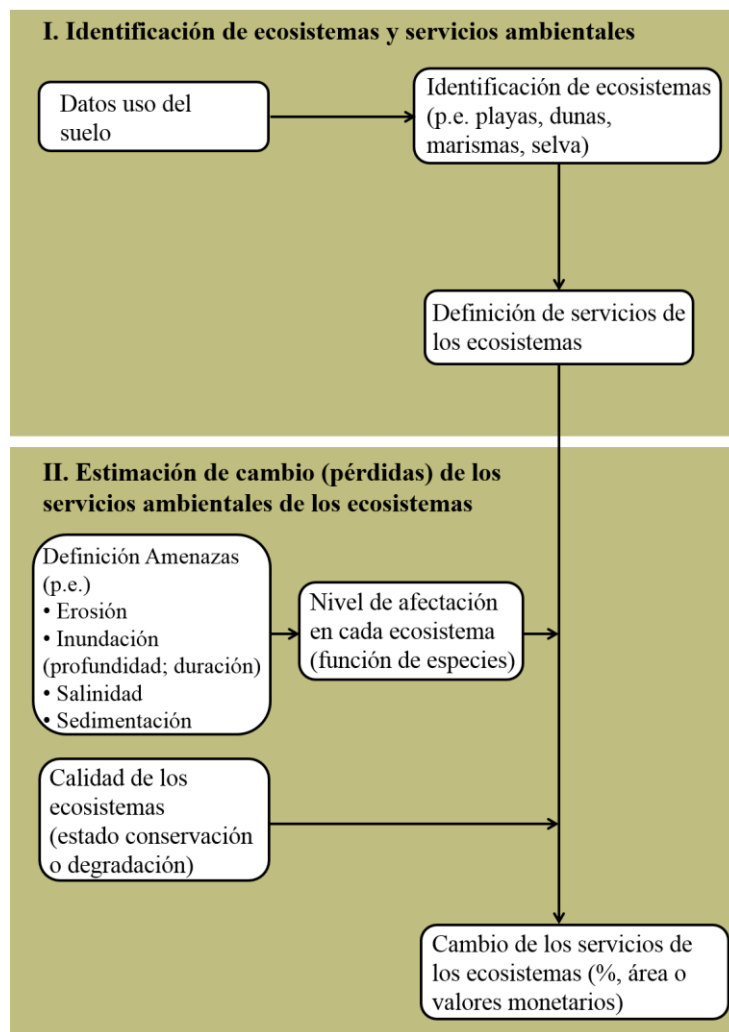 I. Identificación de ecosistemas y servicios ambientales
Datos uso del
suelo
Identificación de ecosistemas
(p.e. playas, dunas,
marismas, selva)
Definición de servicios de
los ecosistemas
II. Estimación de cambio (pérdidas) de los
servicios ambientales de los ecosistemas
Definición Amenazas
(p.e.)
• Erosión
• Inundación
(profundidad; duración)
• Salinidad
• Sedimentación
Nivel de afectación
en cada ecosistema
(función de especies)
Calidad de los
ecosistemas
(estado conservación
o degradación)
Cambio de los servicios de
los ecosistemas (%, área o
valores monetarios)